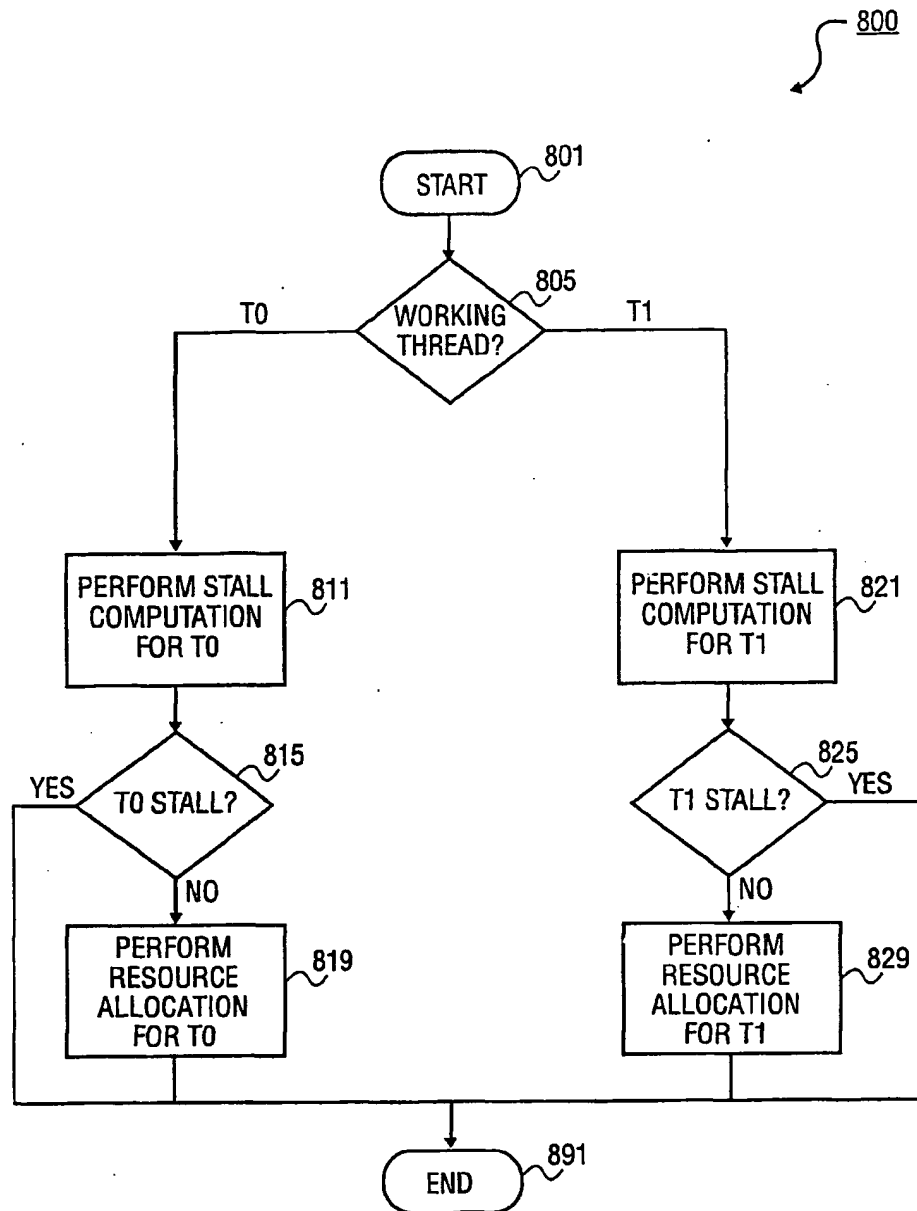 800
START
801
WORKING
THREAD?
805
T0
T1
PERFORM STALL
COMPUTATION
FOR T0
811
PERFORM STALL
COMPUTATION
FOR T1
821
T0 STALL?
815
YES
NO
T1 STALL?
825
YES
NO
PERFORM
RESOURCE
ALLOCATION
FOR T0
819
PERFORM
RESOURCE
ALLOCATION
FOR T1
829
END
891